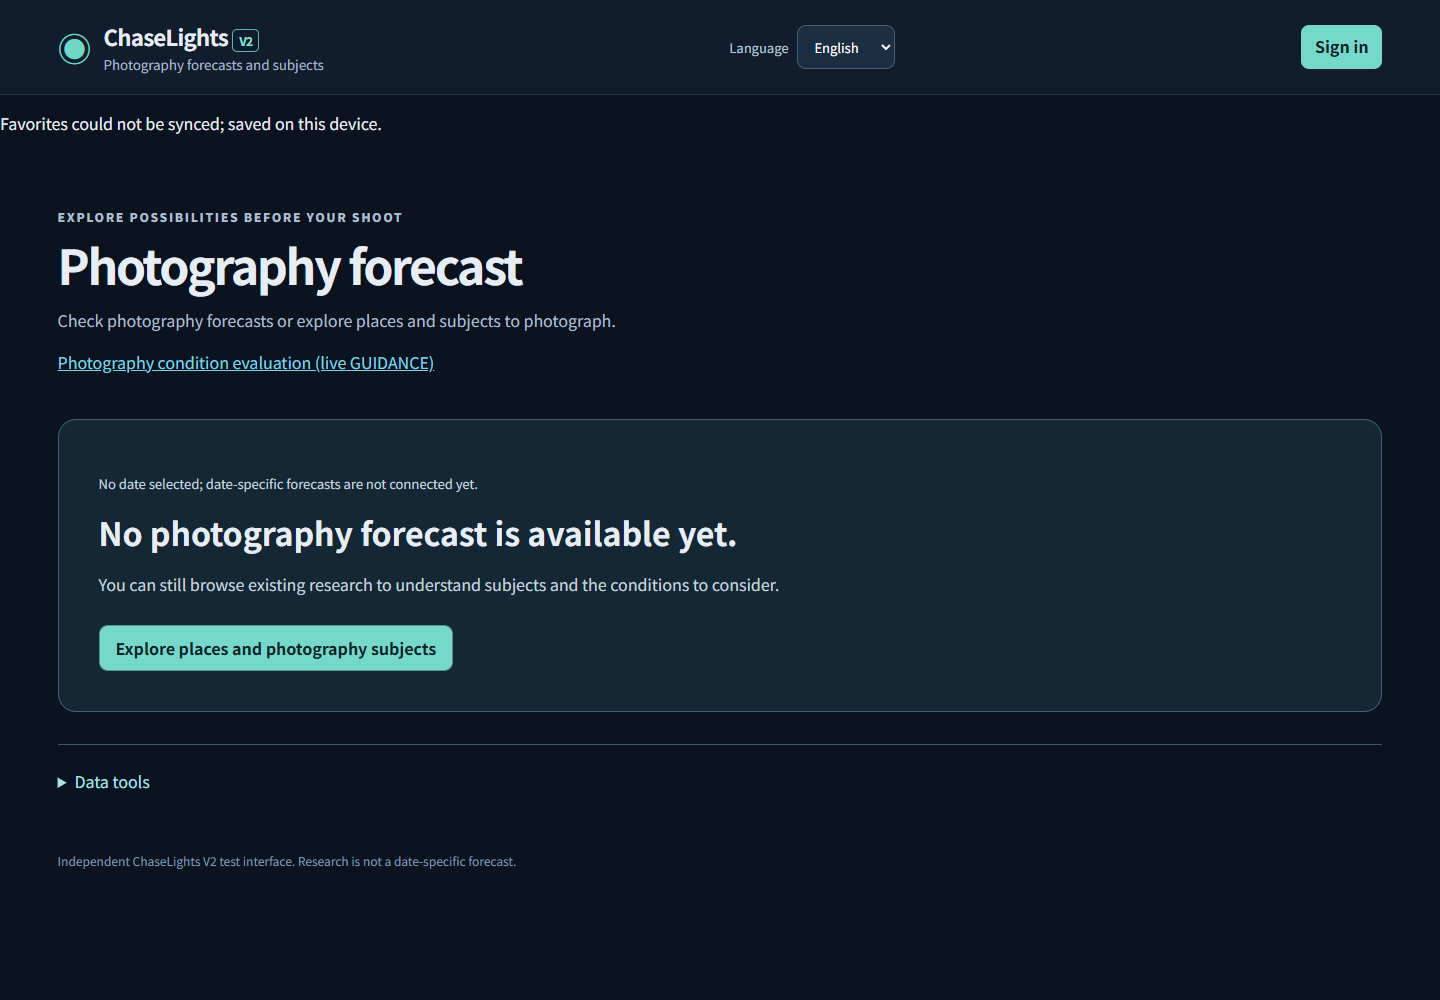 ChaseLights V2
Photography forecasts and subjects
Language English
Sign in
Favorites could not be synced; saved on this device.
EXPLORE POSSIBILITIES BEFORE YOUR SHOOT
Photography forecast
Check photography forecasts or explore places and subjects to photograph.
Photography condition evaluation (live GUIDANCE)
No date selected; date-specific forecasts are not connected yet.
No photography forecast is available yet.
You can still browse existing research to understand subjects and the conditions to consider.
Explore places and photography subjects
Data tools
Independent ChaseLights V2 test interface. Research is not a date-specific forecast.